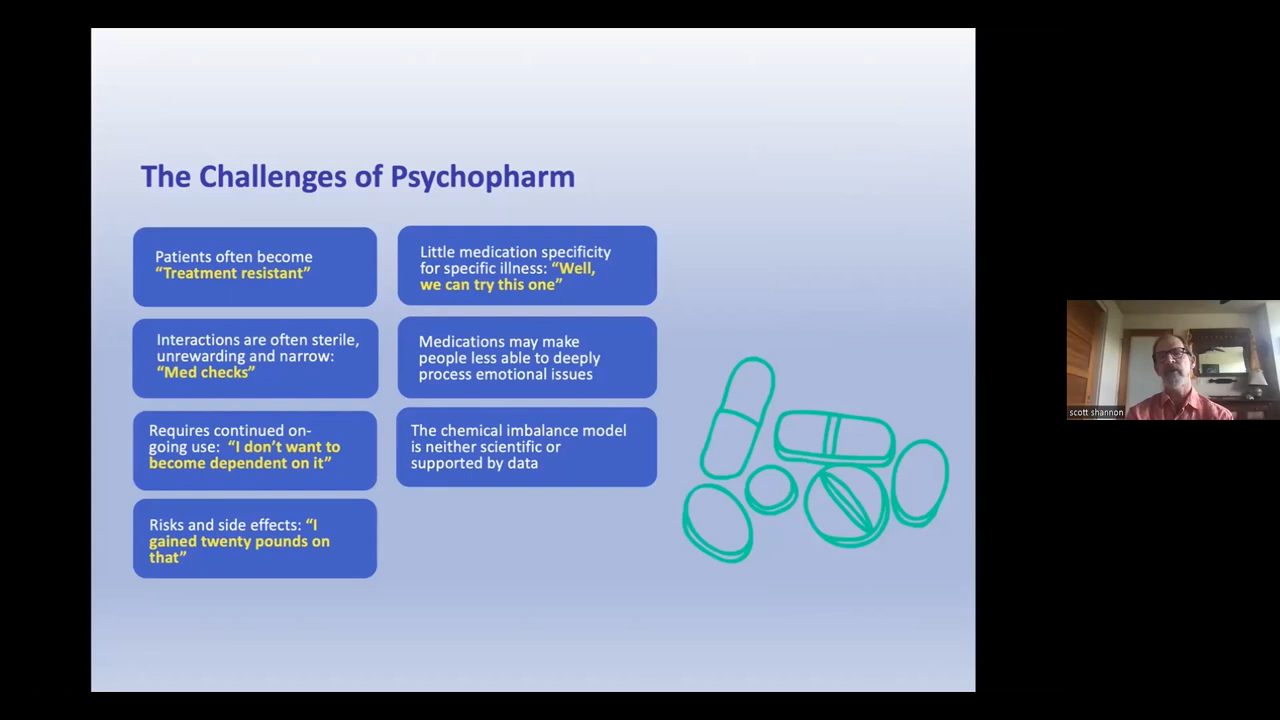 The Challenges of Psychopharm
Patients often become
“Treatment resistant”
Interactions are often sterile,
unrewarding and narrow:
“Med checks”
Requires continued on-
going use: “I don’t want to
become dependent on it”
Risks and side effects: “I
gained twenty pounds on
that”
Little medication specificity
for specific illness: “Well,
we can try this one”
Medications may make
people less able to deeply
process emotional issues
The chemical imbalance model
is neither scientific or
supported by data
scott shannon